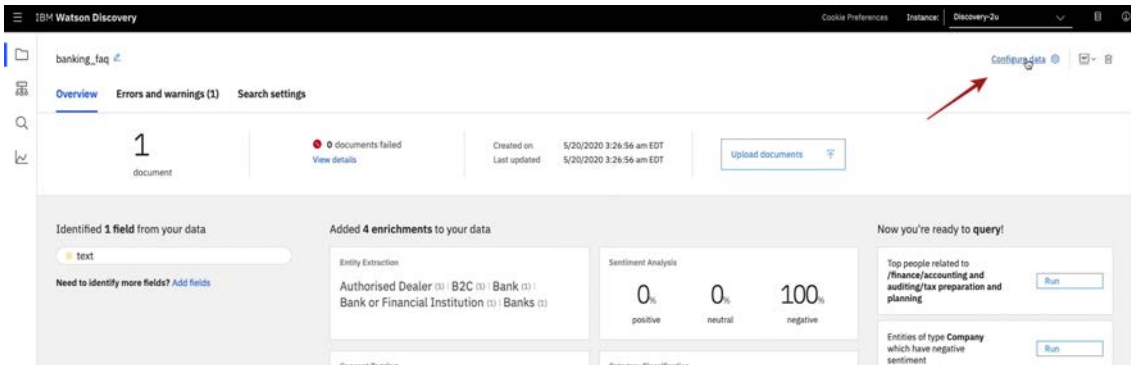 IBM Watson Discovery Cookie Preferences Instance: Discovery-2u
banking_faq Configure data
Overview Errors and warnings (1) Search settings
1
document
0 documents failed
View details
Created on 5/20/2020 3:26:56 am EDT
Last updated 5/20/2020 3:26:56 am EDT
Upload documents
Identified 1 field from your data
text
Need to identify more fields? Add fields
Added 4 enrichments to your data
Entity Extraction
Authorised Dealer (1) | B2C (1) | Bank (1) |
Bank or Financial Institution (1) | Banks (1)
Sentiment Analysis
0% 0% 100%
positive neutral negative
Now you're ready to query!
Top people related to
/finance/accounting and
auditing/tax preparation and
planning
Run
Entities of type Company
which have negative
sentiment
Run